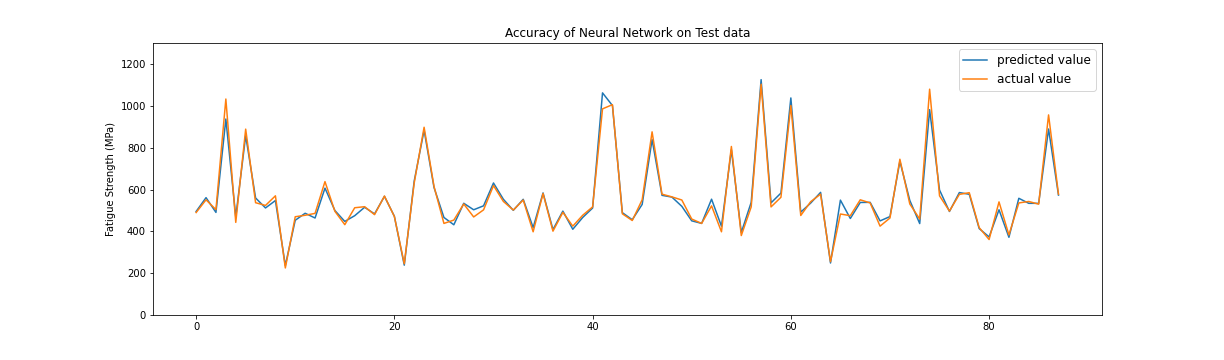 Accuracy of Neural Network on Test data
predicted value
actual value
Fatigue Strength (MPa)
1200
1000
800
600
400
200
0
0 20 40 60 80